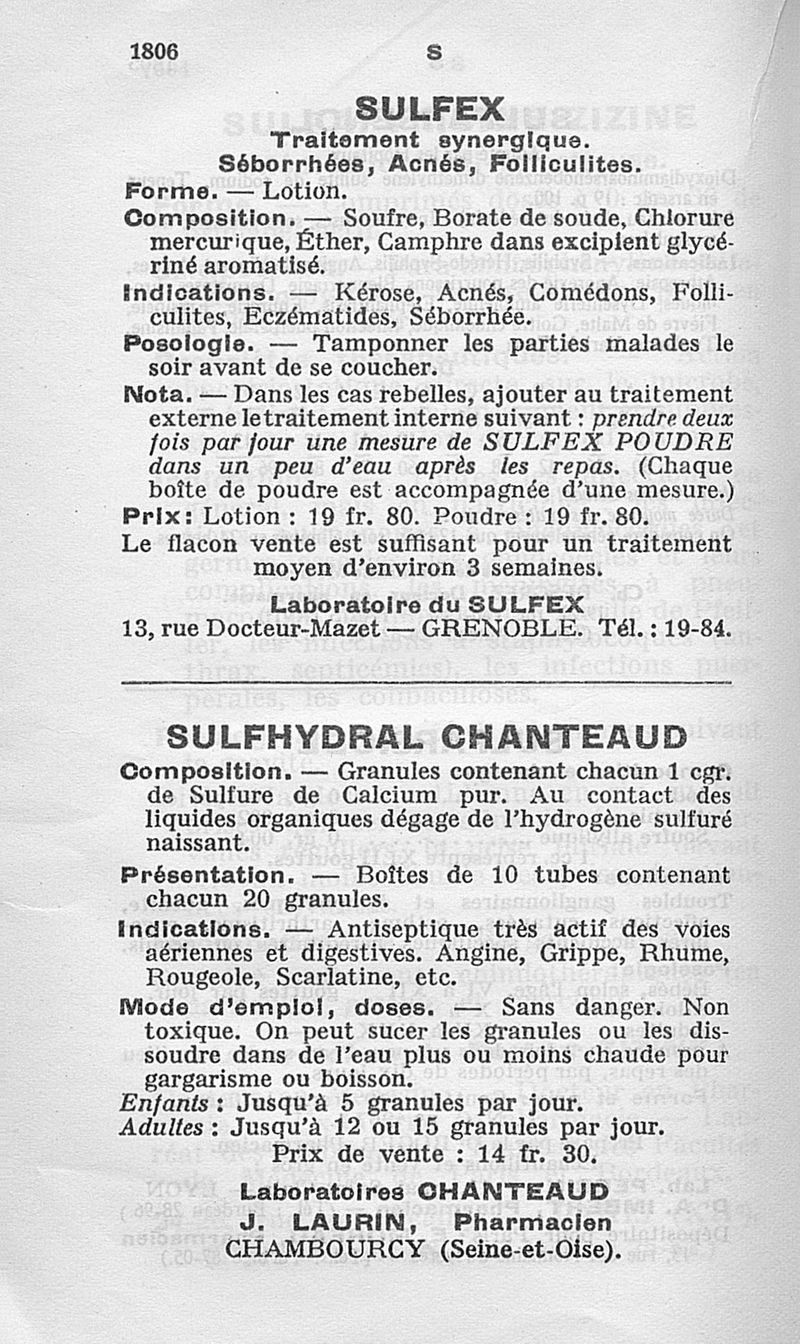 1806
S
SULFEX
Traitement synergique.
Séborrhées, Acnés, Folliculites.
Forme. — Lotion.
Composition. — Soufre, Borate de soude, Chlorure
mercurique, Éther, Camphre dans excipient glycé-
riné aromatisé.
Indications. — Kérose, Acnés, Comédons, Folli-
culites, Eczématides, Séborrhée.
Posologie. — Tamponner les parties malades le
soir avant de se coucher.
Nota. — Dans les cas rebelles, ajouter au traitement
externe le traitement interne suivant : prendre deux
fois par jour une mesure de SULFEX POUDRE
dans un peu d'eau après les repas. (Chaque
boîte de poudre est accompagnée d'une mesure.)
Prix : Lotion : 19 fr. 80. Poudre : 19 fr. 80.
Le flacon vente est suffisant pour un traitement
moyen d'environ 3 semaines.
Laboratoire du SULFEX
13, rue Docteur-Mazet — GRENOBLE. Tél. : 19-84.
SULFHYDRAL CHANTEAUD
Composition. — Granules contenant chacun 1 cgr.
de Sulfure de Calcium pur. Au contact des
liquides organiques dégage de l'hydrogène sulfuré
naissant.
Présentation. — Boîtes de 10 tubes contenant
chacun 20 granules.
Indications. — Antiseptique très actif des voies
aériennes et digestives. Angine, Grippe, Rhume,
Rougeole, Scarlatine, etc.
Mode d'emploi, doses. — Sans danger. Non
toxique. On peut sucer les granules ou les dis-
soudre dans de l'eau plus ou moins chaude pour
gargarisme ou boisson.
Enfants : Jusqu'à 5 granules par jour.
Adultes : Jusqu'à 12 ou 15 granules par jour.
Prix de vente : 14 fr. 30.
Laboratoires CHANTEAUD
J. LAURIN, Pharmacien
CHAMBOURCY (Seine-et-Oise).